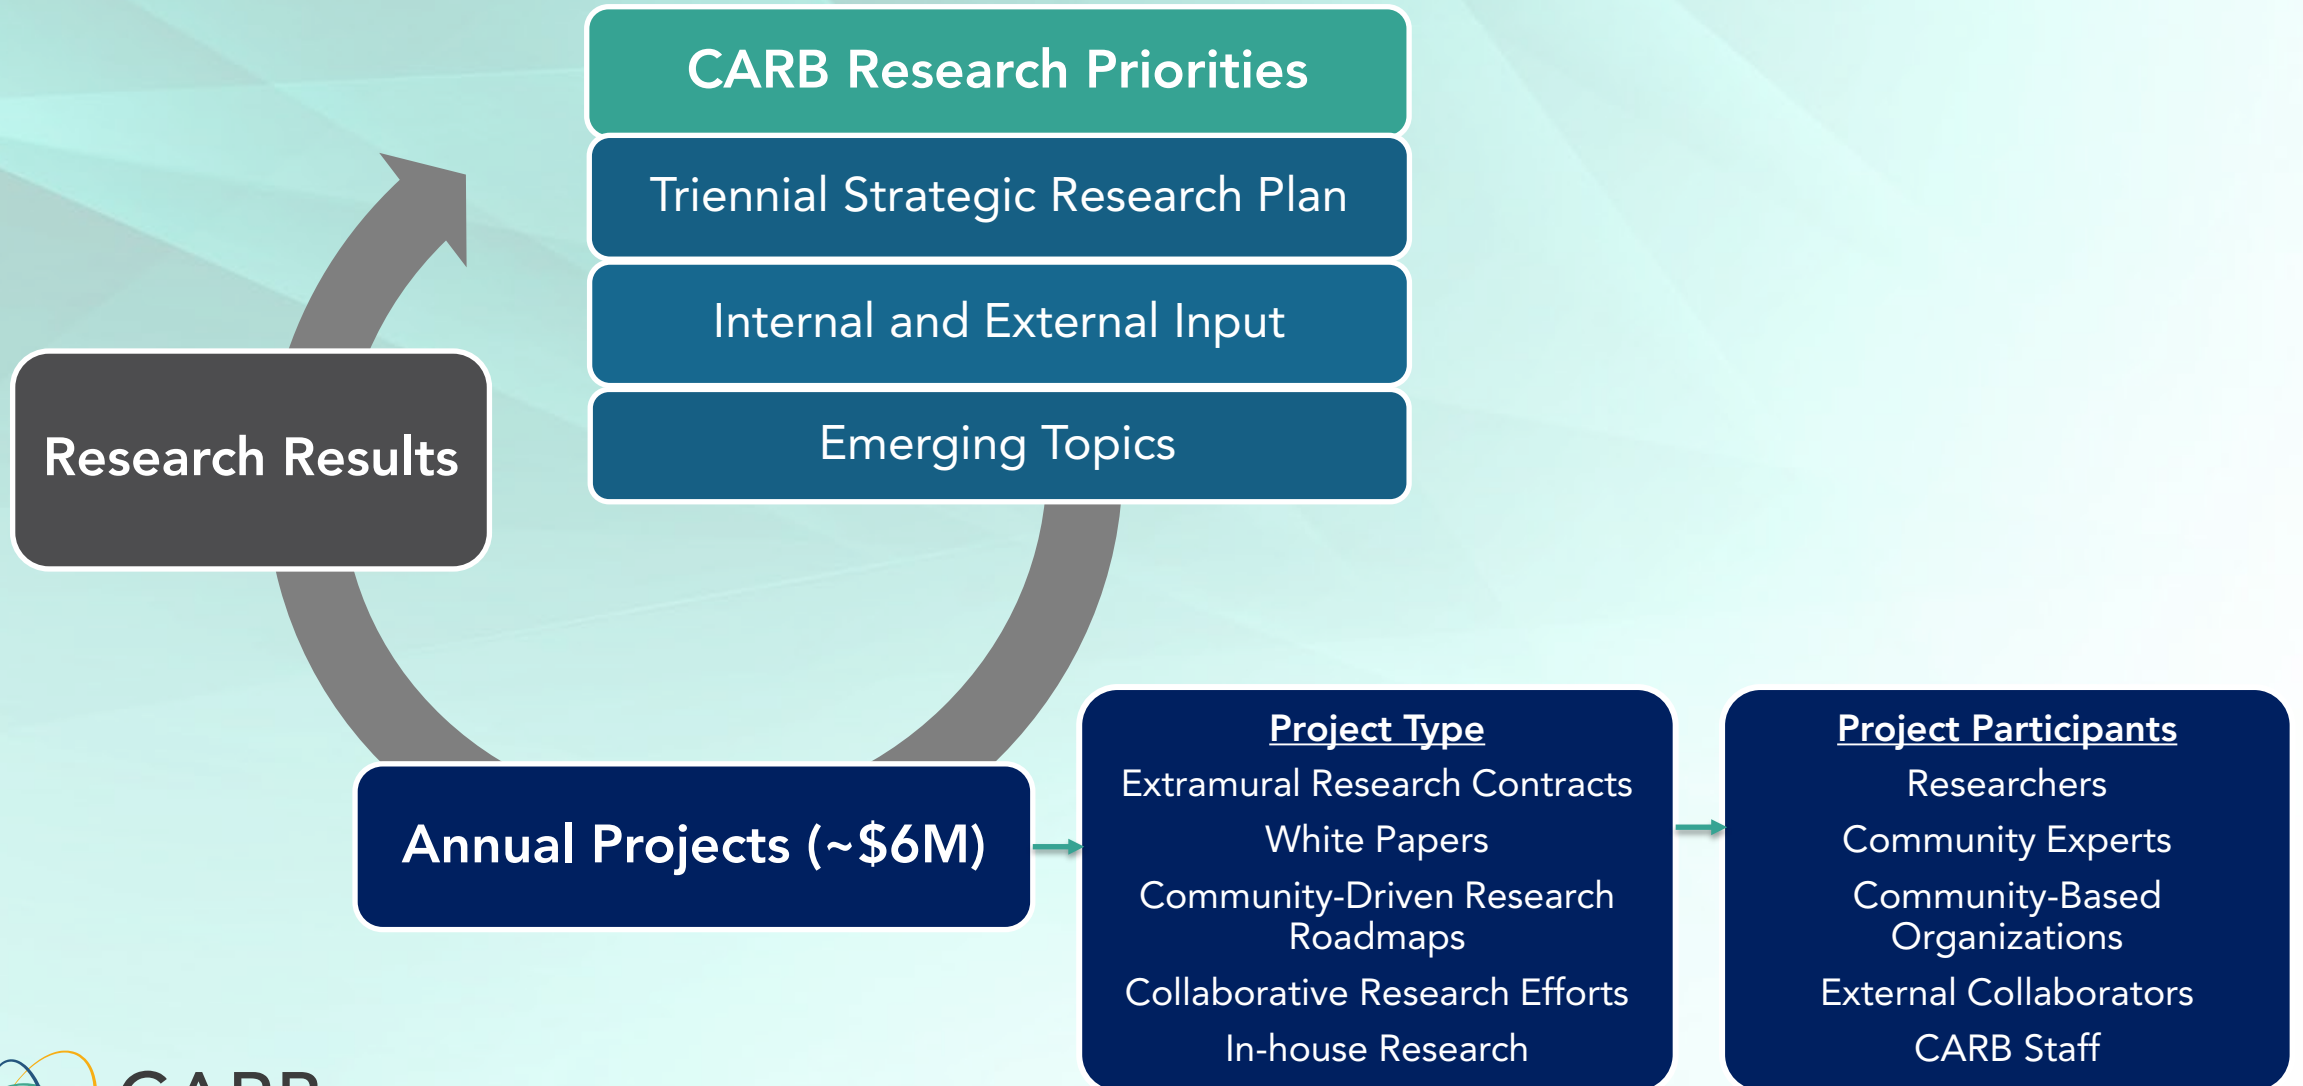 CARB Research Priorities
Triennial Strategic Research Plan
Internal and External Input
Emerging Topics
Research Results
Annual Projects (~$6M)
Project Type
Extramural Research Contracts
White Papers
Community-Driven Research
Roadmaps
Collaborative Research Efforts
In-house Research
Project Participants
Researchers
Community Experts
Community-Based
Organizations
External Collaborators
CARB Staff
CARB